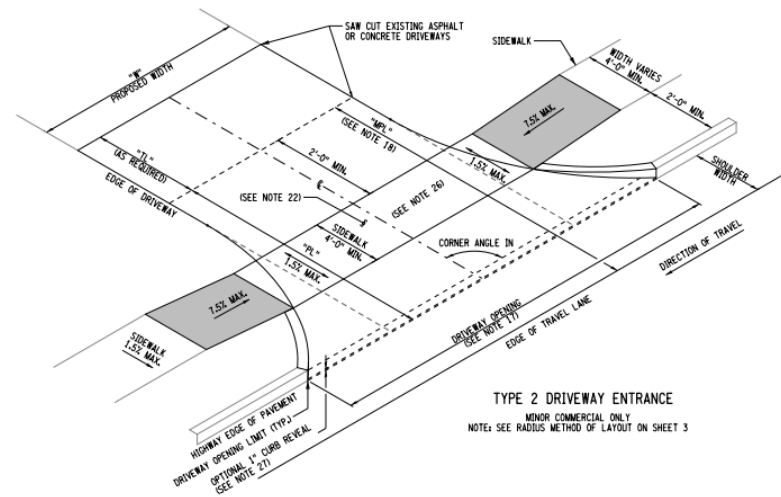 SAW CUT EXISTING ASPHALT
OR CONCRETE DRIVEWAYS
SIDEWALK
WIDTH VARIES
4'-0" MIN.
2'-0" MIN.
"W"
PROPOSED WIDTH
7.5% MAX.
"MPL"
(SEE NOTE 18)
1.5% MAX.
SHOULDER
WIDTH
"TL"
(AS REQUIRED)
2'-0" MIN.
EDGE OF DRIVEWAY
(SEE NOTE 22)
(SEE NOTE 26)
SIDEWALK
4'-0" MIN.
CORNER ANGLE IN
DIRECTION OF TRAVEL
"PL"
1.5% MAX.
7.5% MAX.
DRIVEWAY OPENING
(SEE NOTE 17)
EDGE OF TRAVEL LANE
SIDEWALK
1.5% MAX.
TYPE 2 DRIVEWAY ENTRANCE
MINOR COMMERCIAL ONLY
NOTE: SEE RADIUS METHOD OF LAYOUT ON SHEET 3
HIGHWAY EDGE OF PAVEMENT
DRIVEWAY OPENING LIMIT (TYP.)
OPTIONAL 1" CURB REVEAL
(SEE NOTE 27)